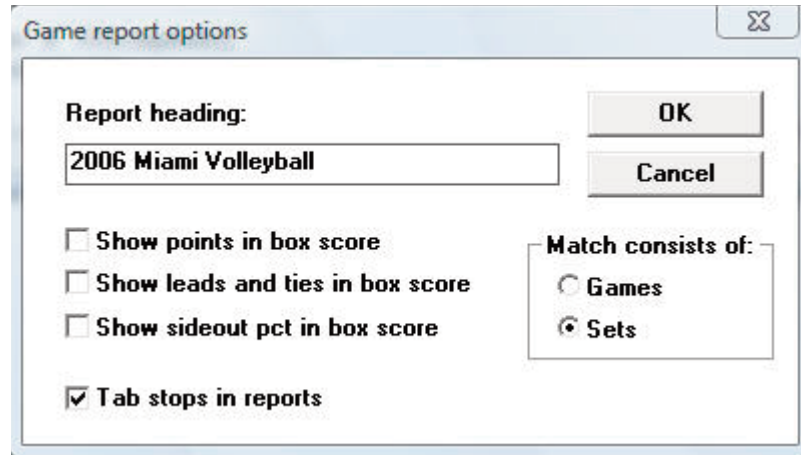 Game report options
Report heading:
OK
2006 Miami Volleyball
Cancel
Show points in box score
Match consists of:
Show leads and ties in box score
Games
Show sideout pct in box score
Sets
Tab stops in reports